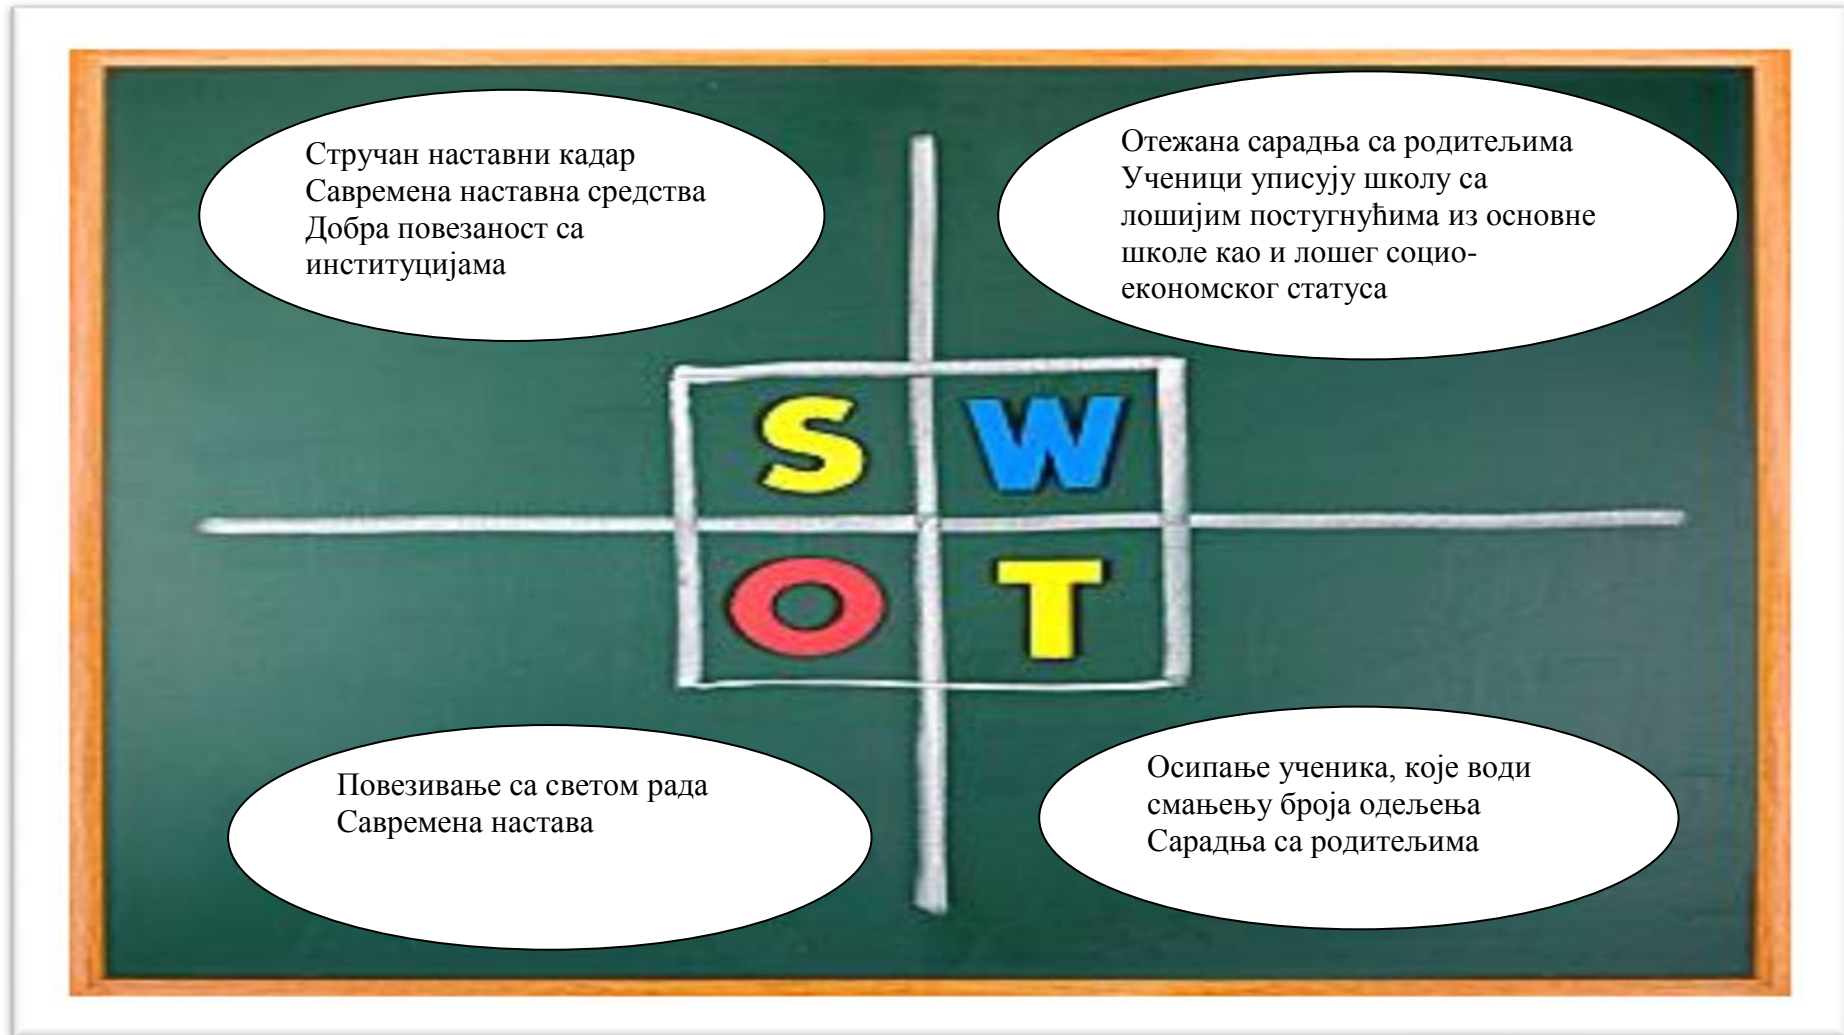 Стручан наставни кадар
Савремена наставна средства
Добра повезаност са
институцијама
Отежана сарадња са родитељима
Ученици уписују школу са
лошијим постугнућима из основне
школе као и лошег социо-
економског статуса
S W
O T
Повезивање са светом рада
Савремена настава
Осипање ученика, које води
смањењу броја одељења
Сарадња са родитељима